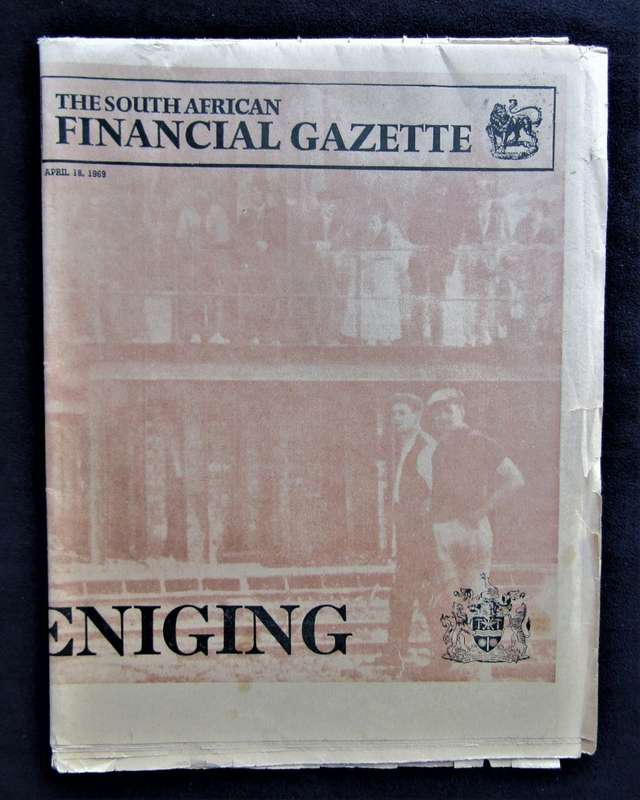 THE SOUTH AFRICAN
FINANCIAL GAZETTE
APRIL 18, 1969
ENIGING